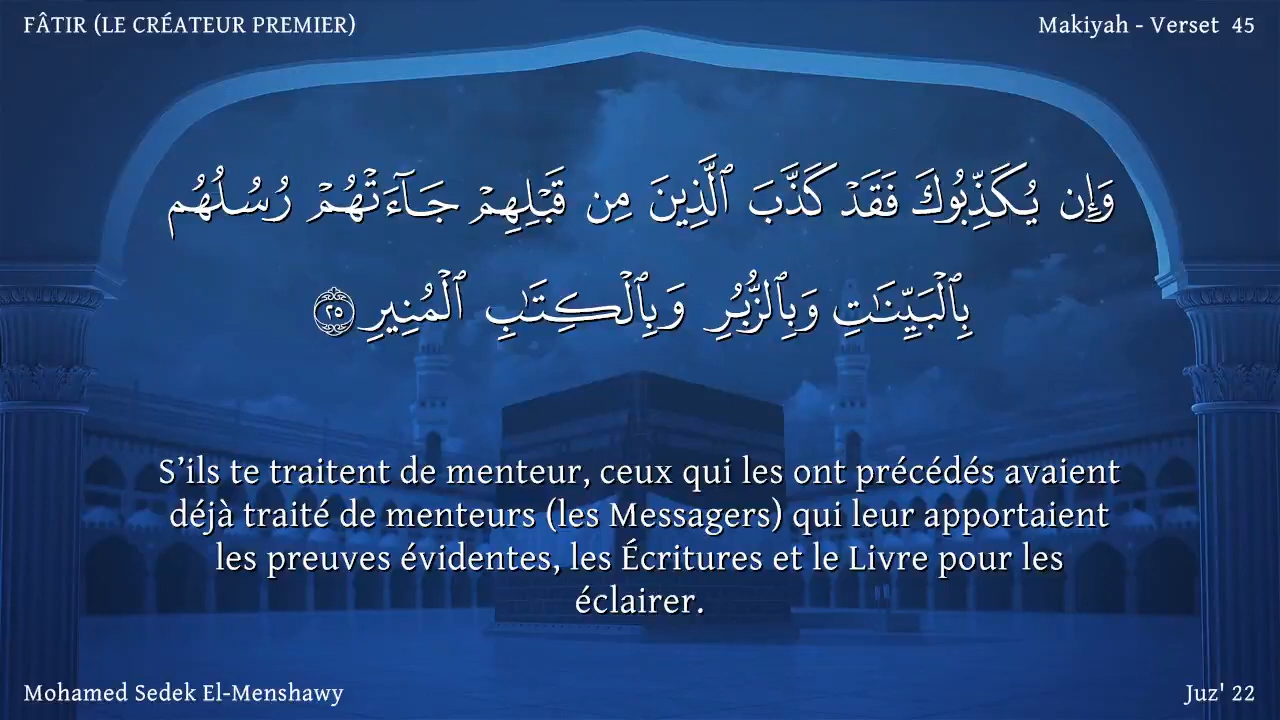 FÂTIR (LE CRÉATEUR PREMIER)
Makiyah - Verset 45
وَإِن يُكَذِّبُوكَ فَقَدْ كَذَّبَ ٱلَّذِينَ مِن قَبْلِهِمْ جَآءَتْهُمْ رُسُلُهُم
بِٱلْبَيِّنَٰتِ وَبِٱلزُّبُرِ وَبِٱلْكِتَٰبِ ٱلْمُنِيرِ ٢٥
S’ils te traitent de menteur, ceux qui les ont précédés avaient
déjà traité de menteurs (les Messagers) qui leur apportaient
les preuves évidentes, les Écritures et le Livre pour les
éclairer.
Mohamed Sedek El-Menshawy
Juz' 22